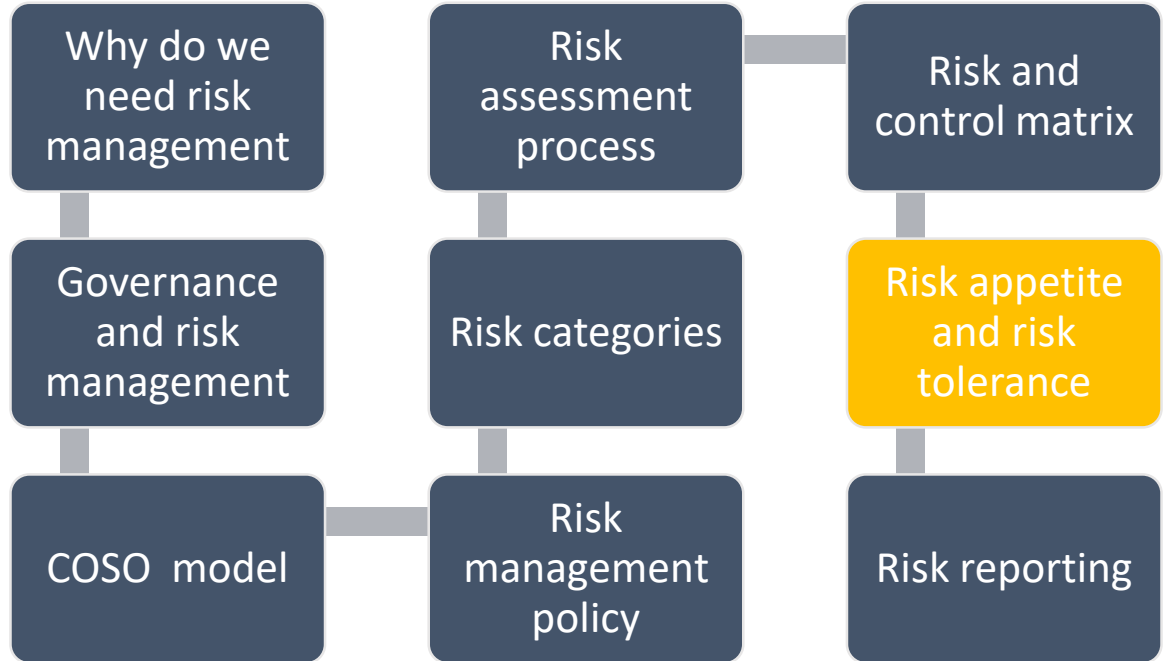 Why do we
need risk
management
Governance
and risk
management
COSO  model
Risk
management
policy
Risk categories
Risk
assessment
process
Risk and
control matrix
Risk appetite
and risk
tolerance
Risk reporting